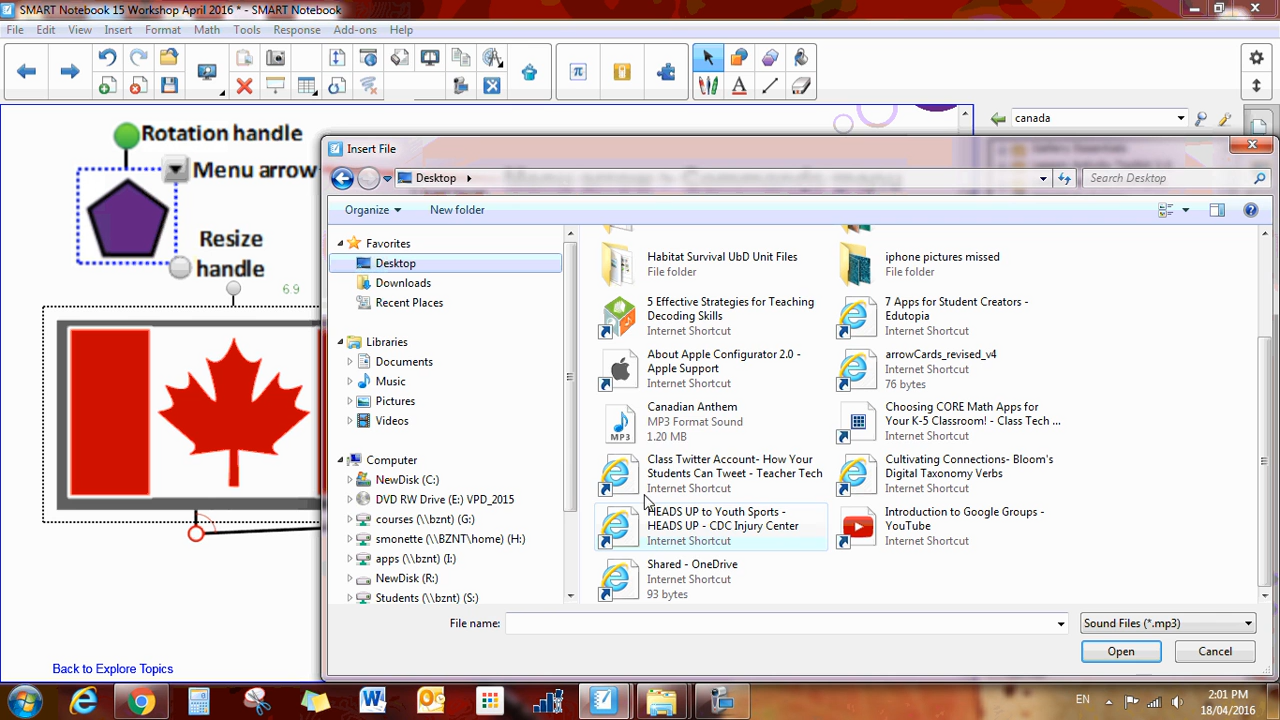 SMART Notebook 15 Workshop April 2016 * - SMART Notebook
File Edit View Insert Format Math Tools Response Add-ons Help
canada
Rotation handle
Menu arrow
Resize
handle
6.9
Back to Explore Topics
Insert File
Desktop
Search Desktop
Organize
New folder
Favorites
Desktop
Downloads
Recent Places
Libraries
Documents
Music
Pictures
Videos
Computer
NewDisk (C:)
DVD RW Drive (E:) VPD_2015
courses (\\bznt) (G:)
smonette (\\BZNT\home) (H:)
apps (\\bznt) (I:)
NewDisk (R:)
Students (\\bznt) (S:)
Habitat Survival UbD Unit Files
File folder
iphone pictures missed
File folder
5 Effective Strategies for Teaching
Decoding Skills
Internet Shortcut
7 Apps for Student Creators -
Edutopia
Internet Shortcut
About Apple Configurator 2.0 -
Apple Support
Internet Shortcut
arrowCards_revised_v4
Internet Shortcut
76 bytes
Canadian Anthem
MP3 Format Sound
1.20 MB
MP3
Choosing CORE Math Apps for
Your K-5 Classroom! - Class Tech ...
Internet Shortcut
Class Twitter Account- How Your
Students Can Tweet - Teacher Tech
Internet Shortcut
Cultivating Connections- Bloom's
Digital Taxonomy Verbs
Internet Shortcut
HEADS UP to Youth Sports -
HEADS UP - CDC Injury Center
Internet Shortcut
Introduction to Google Groups -
YouTube
Internet Shortcut
Shared - OneDrive
Internet Shortcut
93 bytes
File name:
Sound Files (*.mp3)
Open
Cancel
EN
2:01 PM
18/04/2016